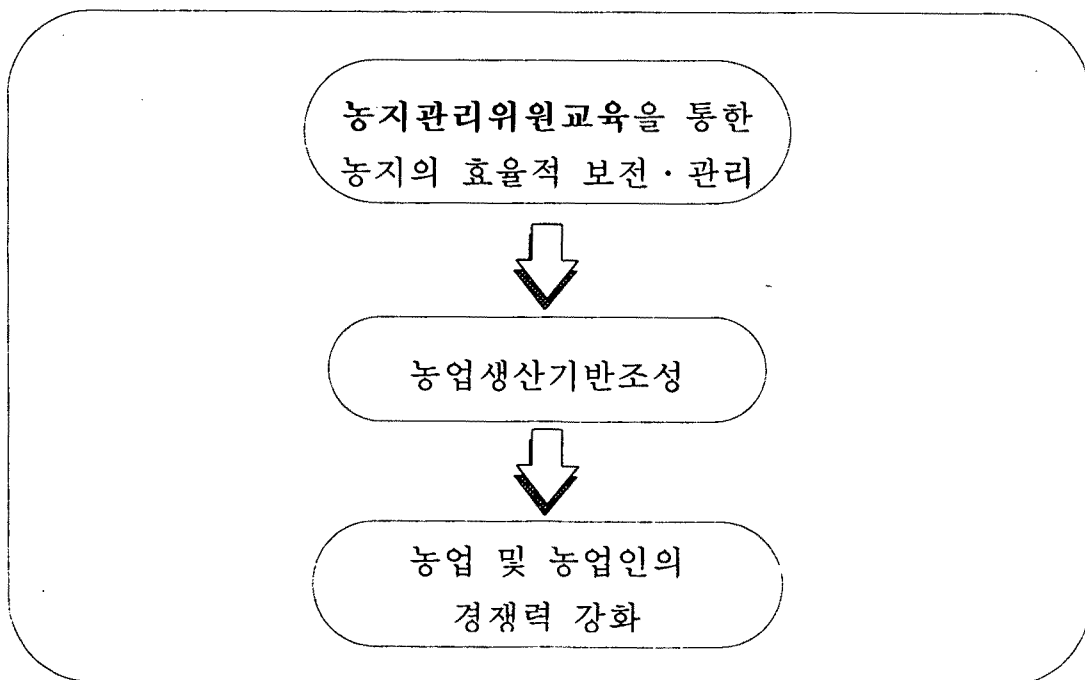 농지관리위원교육을 통한
농지의 효율적 보전 · 관리
농업생산기반조성
농업 및 농업인의
경쟁력 강화